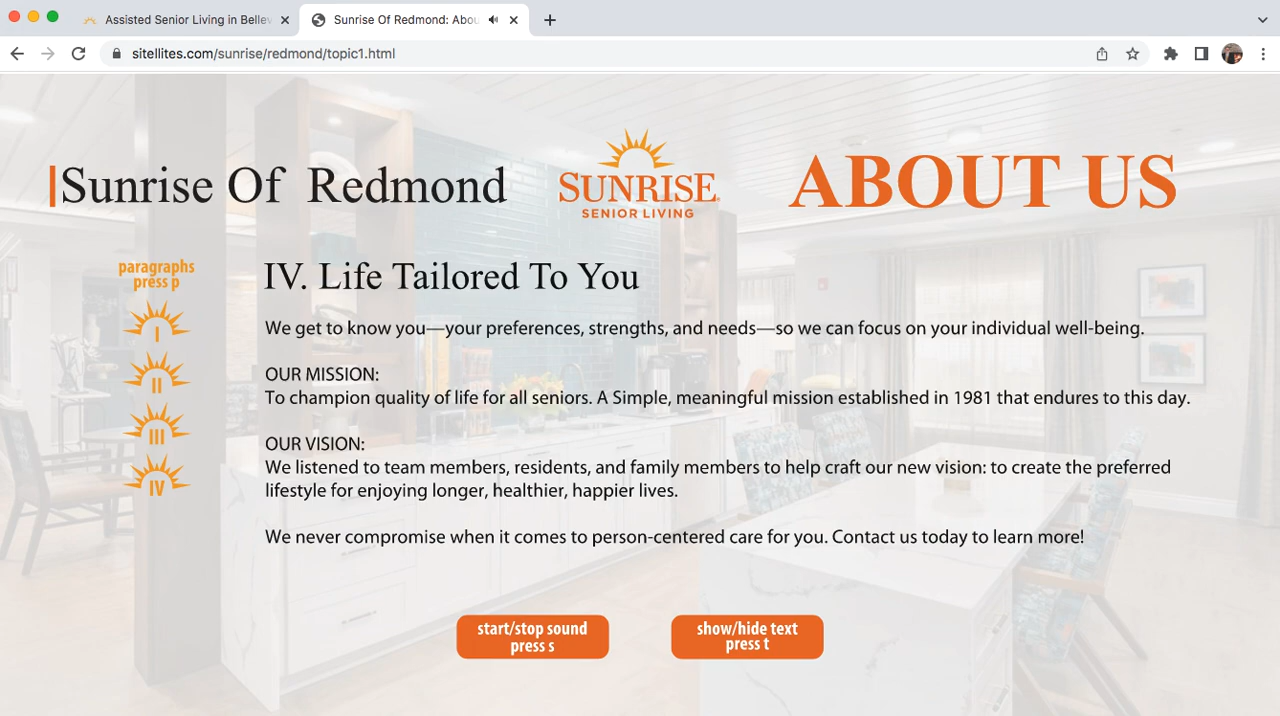 Assisted Senior Living in Bellev
Sunrise Of Redmond: Abou
sitellites.com/sunrise/redmond/topic1.html
Sunrise Of Redmond
SUNRISE
SENIOR LIVING
ABOUT US
paragraphs
press p
I
II
III
IV
IV. Life Tailored To You
We get to know you—your preferences, strengths, and needs—so we can focus on your individual well-being.
OUR MISSION:
To champion quality of life for all seniors. A Simple, meaningful mission established in 1981 that endures to this day.
OUR VISION:
We listened to team members, residents, and family members to help craft our new vision: to create the preferred
lifestyle for enjoying longer, healthier, happier lives.
We never compromise when it comes to person-centered care for you. Contact us today to learn more!
start/stop sound
press s
show/hide text
press t